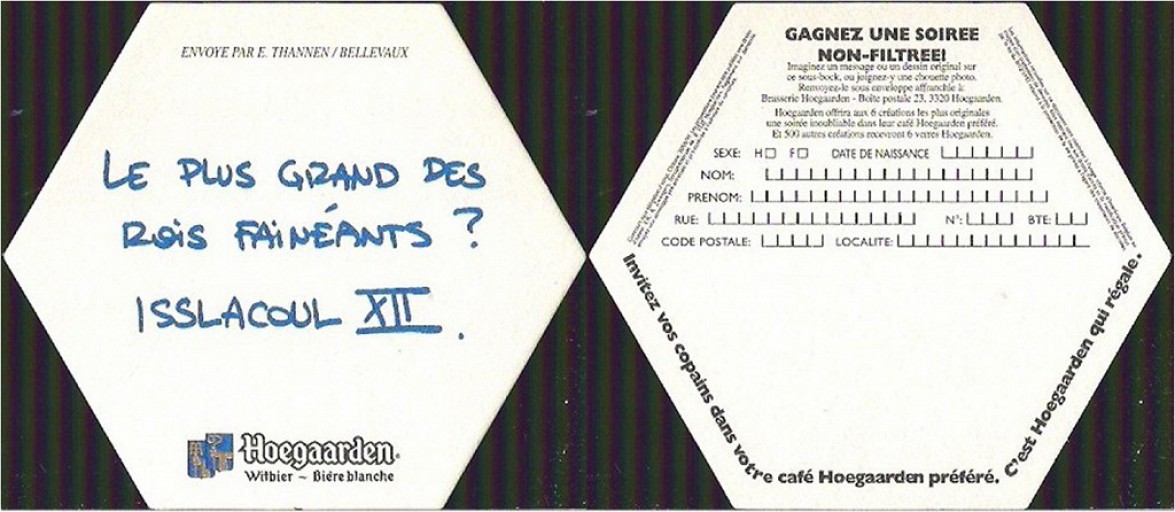 ENVOYE PAR E. THANNEN / BELLEVAUX
LE PLUS GRAND DES
ROIS FAINÉANTS ?
ISSLACOUL XII.
Hoegaarden
Witbier ~ Bière blanche
GAGNEZ UNE SOIREE
NON-FILTREE!
Imaginez un message ou un dessin original sur
ce sous-bock, ou joignez-y une chouette photo.
Renvoyez-le sous enveloppe affranchie à:
Brasserie Hoegaarden - Boîte postale 23, 3320 Hoegaarden.
Hoegaarden offrira aux 6 créations les plus originales
une soirée inoubliable dans leur café Hoegaarden préféré.
Et 500 autres créations recevront 6 verres Hoegaarden.
SEXE: H F DATE DE NAISSANCE
NOM:
PRENOM:
RUE: N°: BTE:
CODE POSTALE: LOCALITE:
Invitez vos copains dans votre café Hoegaarden préféré. C'est Hoegaarden qui régale.